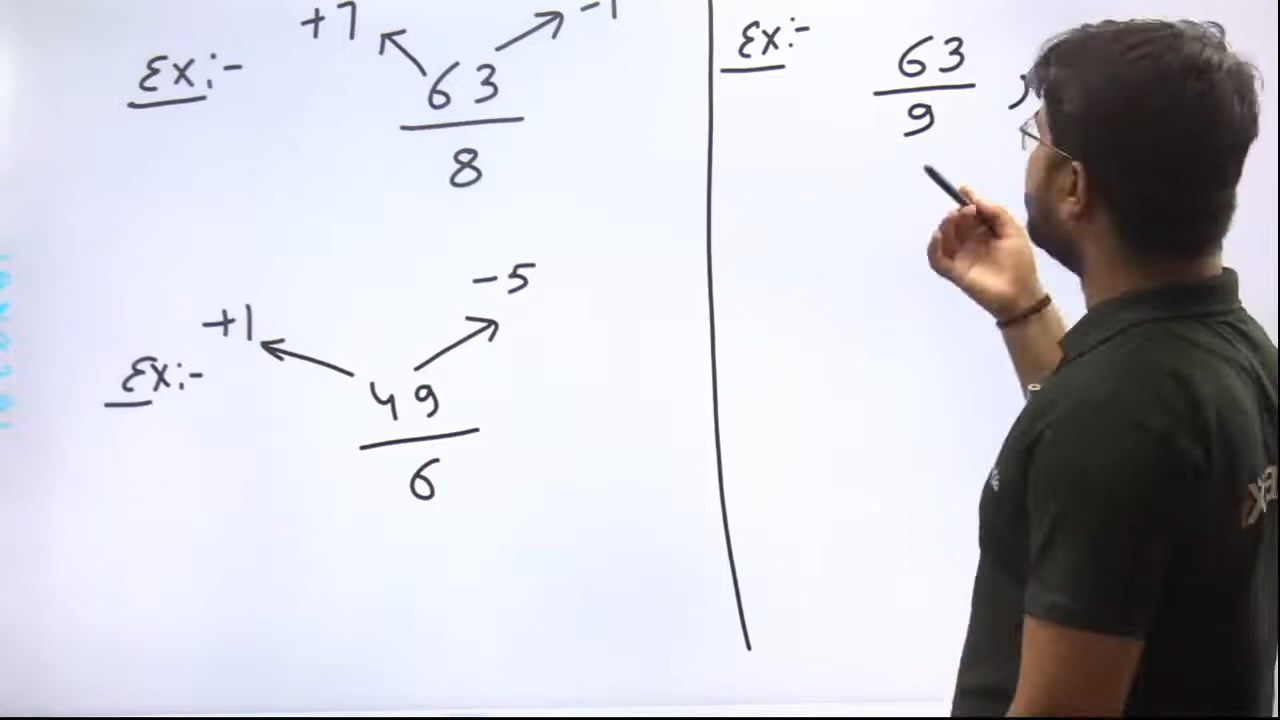 +7 -1
Ex:- 63
8
+1 -5
Ex:- 49
6
Ex:- 63 ,
9